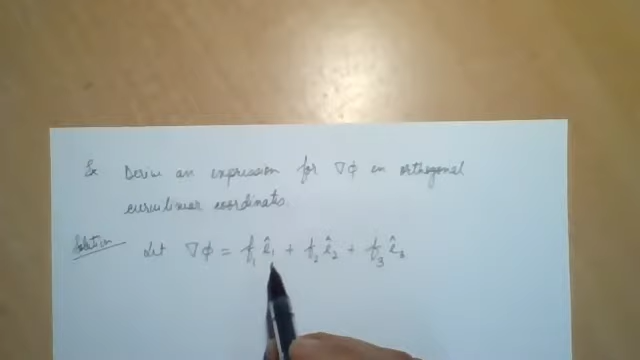 Ex Derive an expression for ∇ϕ in orthogonal
curvilinear coordinates.
Solution Let ∇ϕ = f₁ ê₁ + f₂ ê₂ + f₃ ê₃